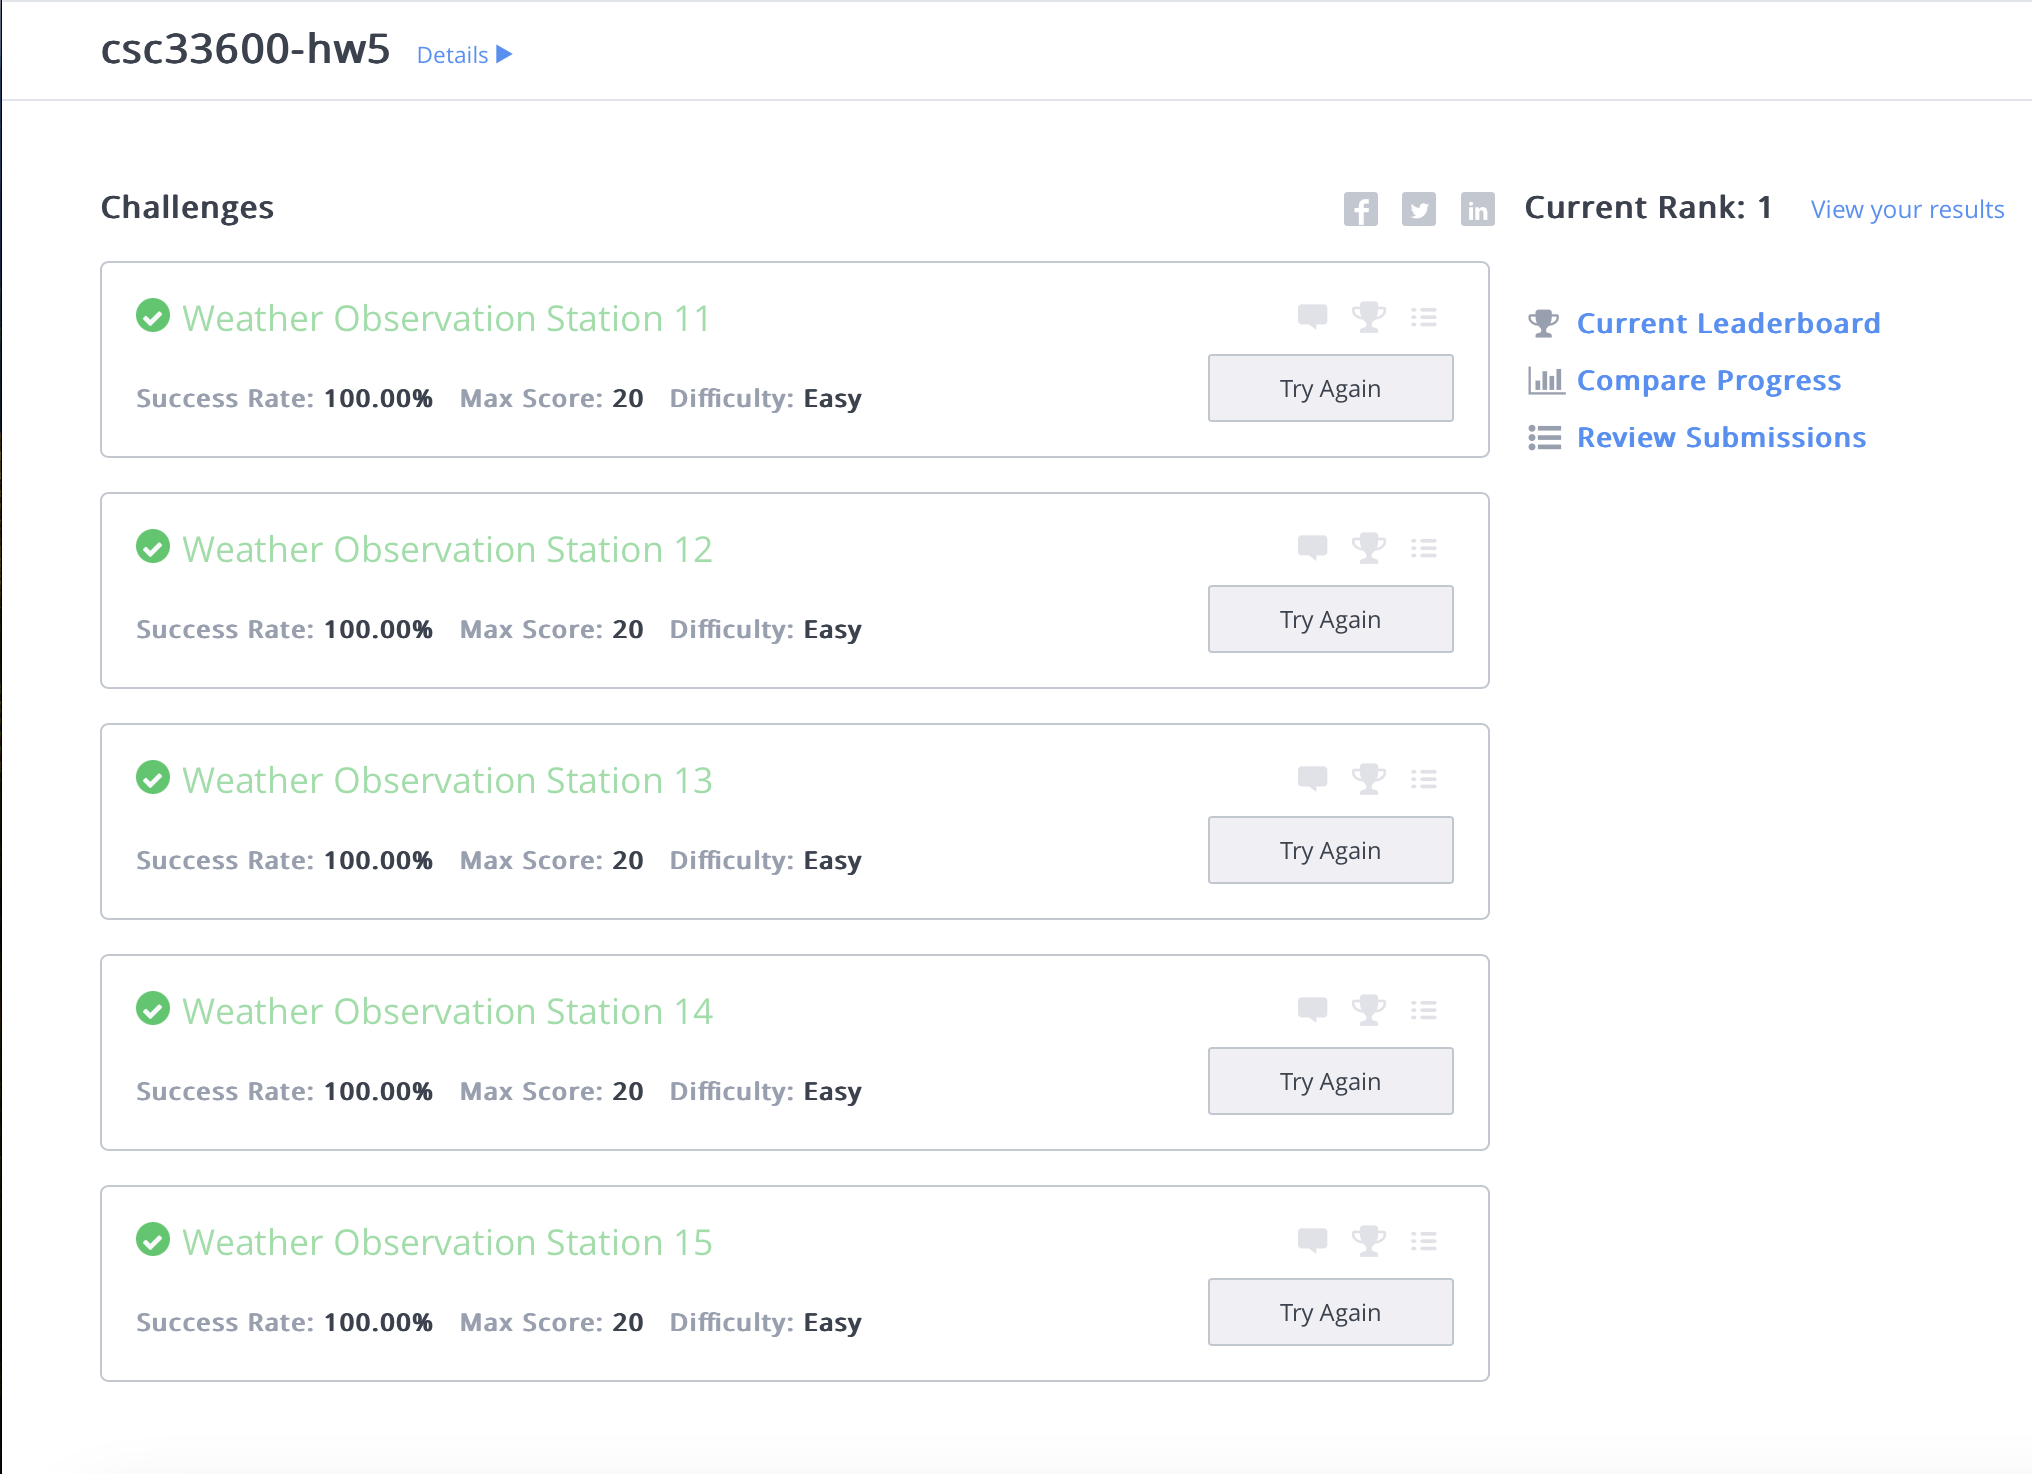 csc33600-hw5 Details
Challenges
Current Rank: 1 View your results
Weather Observation Station 11
Success Rate: 100.00% Max Score: 20 Difficulty: Easy
Try Again
Current Leaderboard
Compare Progress
Review Submissions
Weather Observation Station 12
Success Rate: 100.00% Max Score: 20 Difficulty: Easy
Try Again
Weather Observation Station 13
Success Rate: 100.00% Max Score: 20 Difficulty: Easy
Try Again
Weather Observation Station 14
Success Rate: 100.00% Max Score: 20 Difficulty: Easy
Try Again
Weather Observation Station 15
Success Rate: 100.00% Max Score: 20 Difficulty: Easy
Try Again